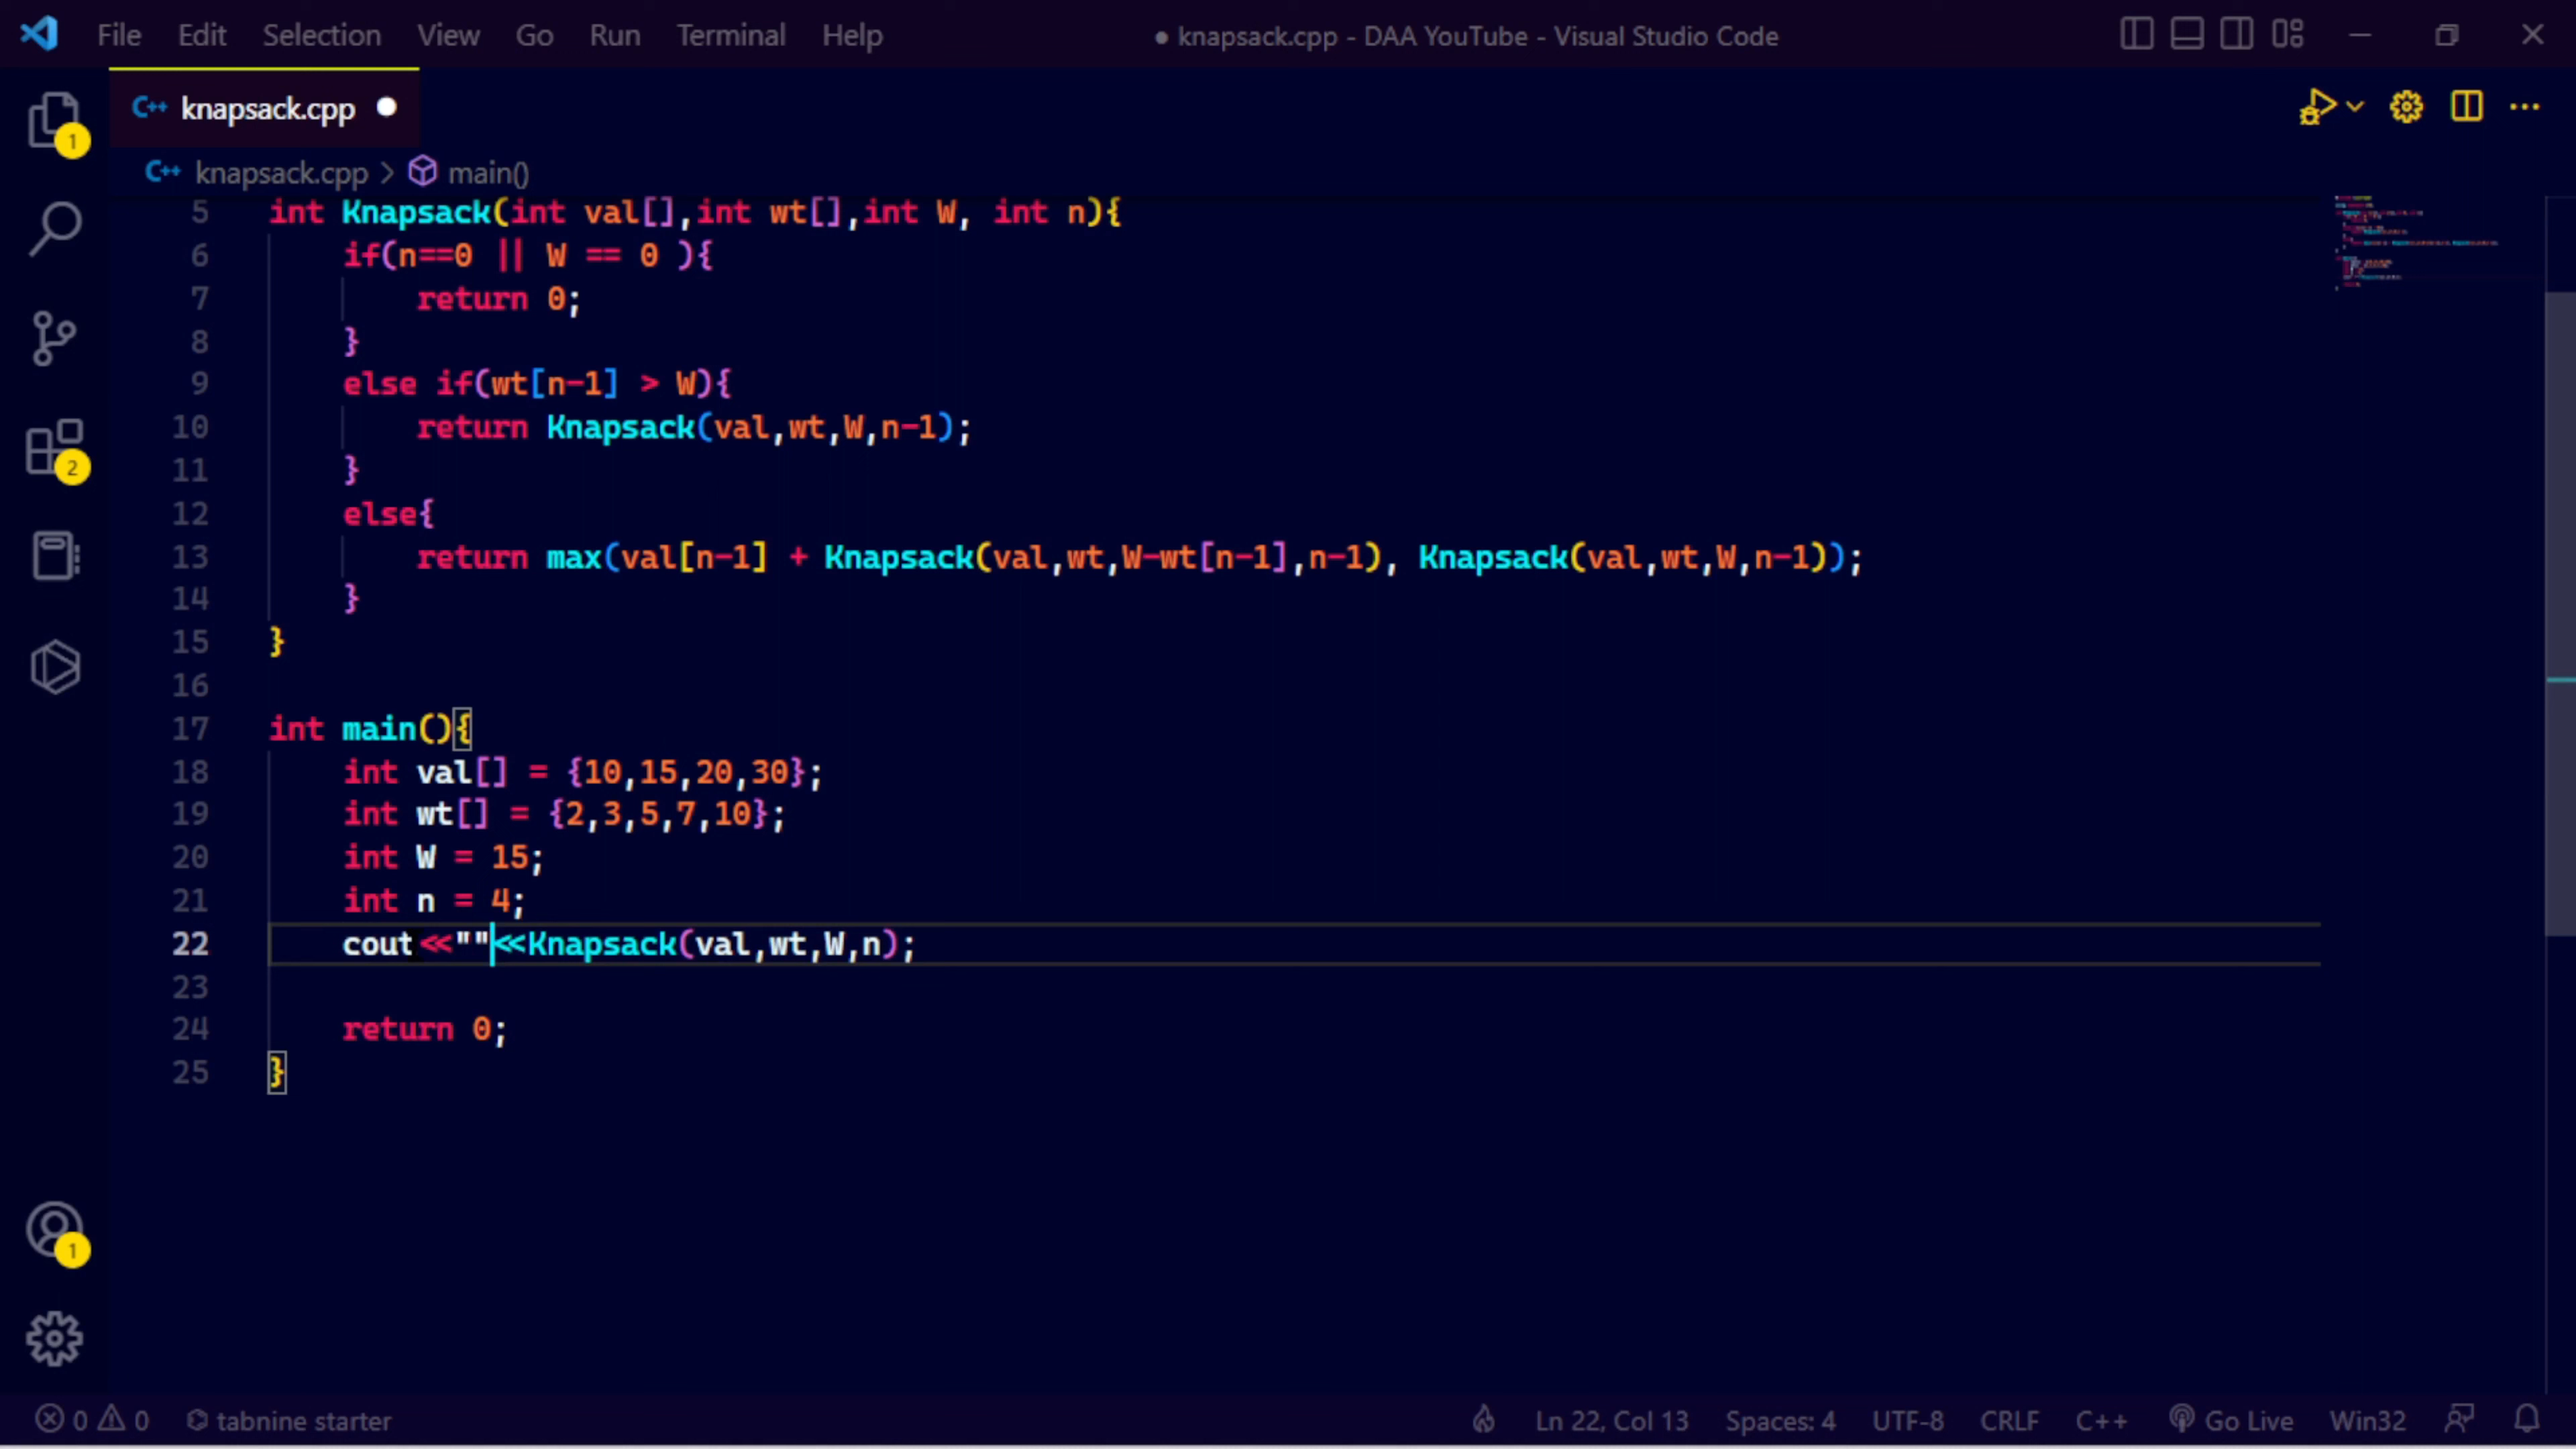 File Edit Selection View Go Run Terminal Help ● knapsack.cpp - DAA YouTube - Visual Studio Code
C++ knapsack.cpp ●
1
C++ knapsack.cpp > main()
5 int Knapsack(int val[],int wt[],int W, int n){
6 if(n==0 || W == 0 ){
7 return 0;
8 }
9 else if(wt[n-1] > W){
10 return Knapsack(val,wt,W,n-1);
2
11 }
12 else{
13 return max(val[n-1] + Knapsack(val,wt,W-wt[n-1],n-1), Knapsack(val,wt,W,n-1));
14 }
15 }
16
17 int main(){
18 int val[] = {10,15,20,30};
19 int wt[] = {2,3,5,7,10};
20 int W = 15;
21 int n = 4;
22 cout<<""<<Knapsack(val,wt,W,n);
23
24 return 0;
25 }
1
0 0 tabnine starter Ln 22, Col 13 Spaces: 4 UTF-8 CRLF C++ Go Live Win32